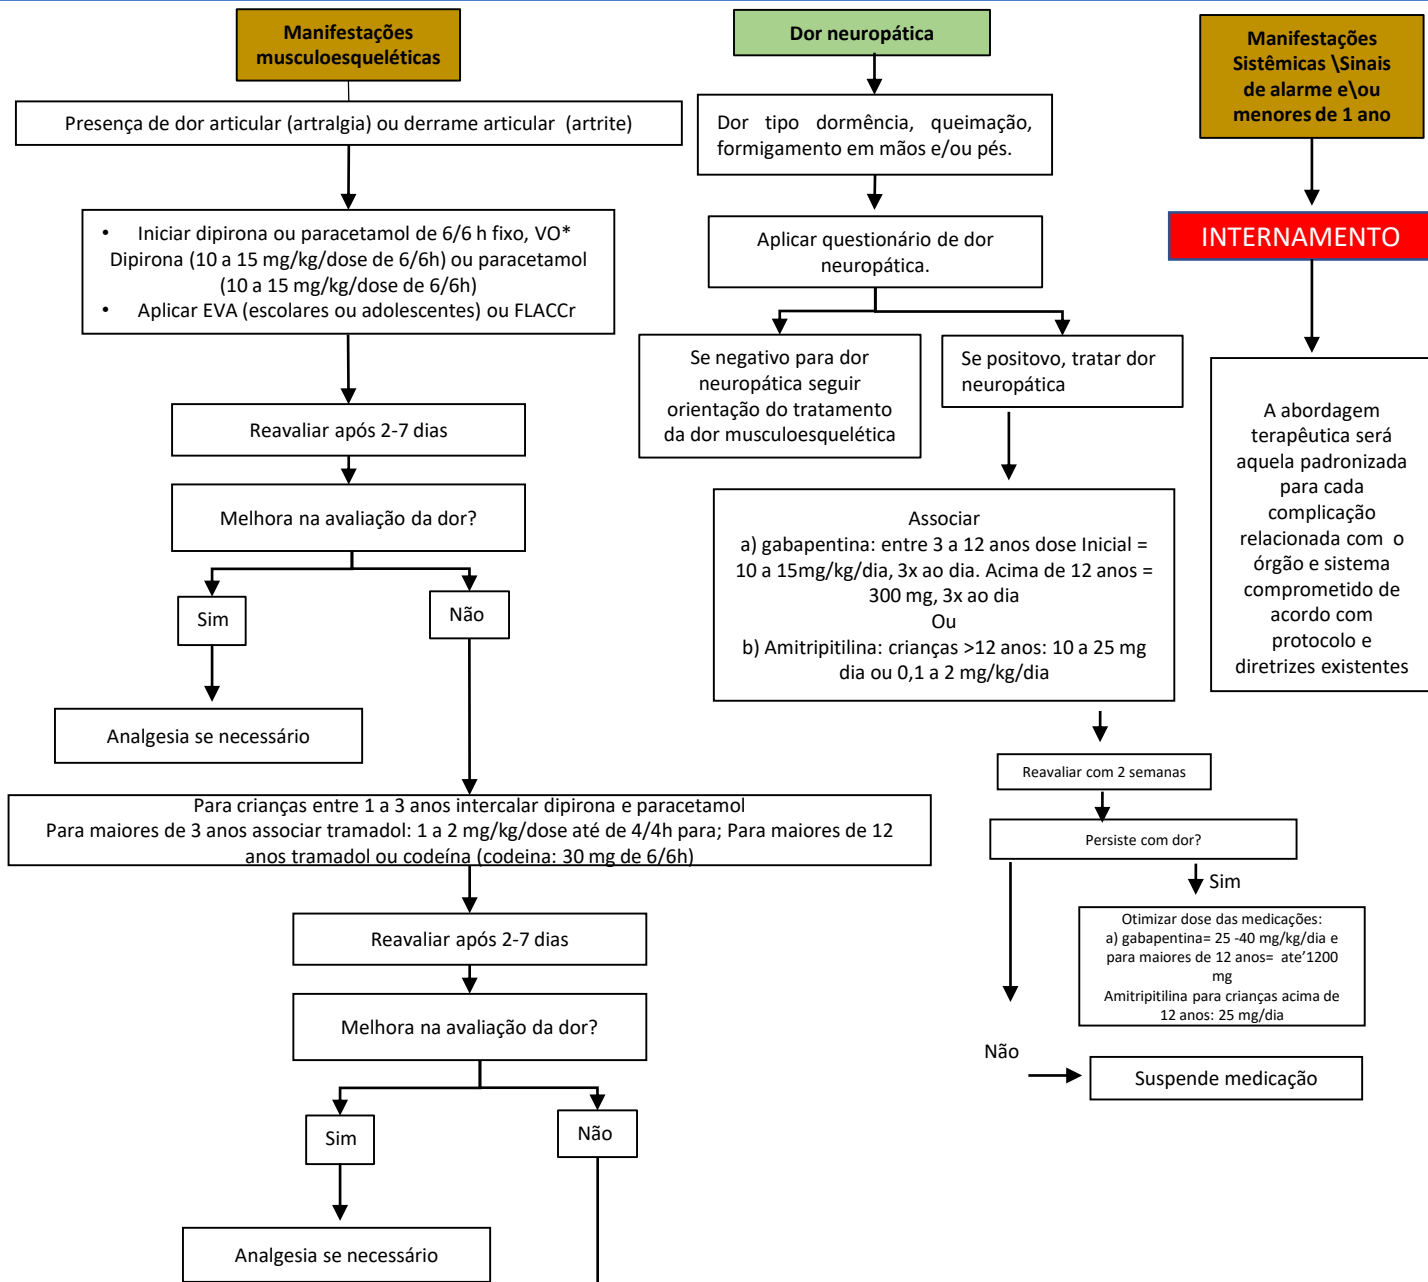 Manifestações
musculoesqueléticas
Presença de dor articular (artralgia) ou derrame articular (artrite)
• Iniciar dipirona ou paracetamol de 6/6 h fixo, VO*
Dipirona (10 a 15 mg/kg/dose de 6/6h) ou paracetamol
(10 a 15 mg/kg/dose de 6/6h)
• Aplicar EVA (escolares ou adolescentes) ou FLACCr
Reavaliar após 2-7 dias
Melhora na avaliação da dor?
Sim
Não
Analgesia se necessário
Para crianças entre 1 a 3 anos intercalar dipirona e paracetamol
Para maiores de 3 anos associar tramadol: 1 a 2 mg/kg/dose até de 4/4h para; Para maiores de 12
anos tramadol ou codeína (codeina: 30 mg de 6/6h)
Reavaliar após 2-7 dias
Melhora na avaliação da dor?
Sim
Não
Analgesia se necessário
Dor neuropática
Dor tipo dormência, queimação,
formigamento em mãos e/ou pés.
Aplicar questionário de dor
neuropática.
Se negativo para dor
neuropática seguir
orientação do tratamento
da dor musculoesquelética
Se positovo, tratar dor
neuropática
Associar
a) gabapentina: entre 3 a 12 anos dose Inicial =
10 a 15mg/kg/dia, 3x ao dia. Acima de 12 anos =
300 mg, 3x ao dia
Ou
b) Amitripitilina: crianças >12 anos: 10 a 25 mg
dia ou 0,1 a 2 mg/kg/dia
Reavaliar com 2 semanas
Persiste com dor?
Sim
Otimizar dose das medicações:
a) gabapentina= 25 -40 mg/kg/dia e
para maiores de 12 anos= ate’1200
mg
Amitripitilina para crianças acima de
12 anos: 25 mg/dia
Não
Suspende medicação
Manifestações
Sistêmicas \Sinais
de alarme e\ou
menores de 1 ano
INTERNAMENTO
A abordagem
terapêutica será
aquela padronizada
para cada
complicação
relacionada com o
órgão e sistema
comprometido de
acordo com
protocolo e
diretrizes existentes